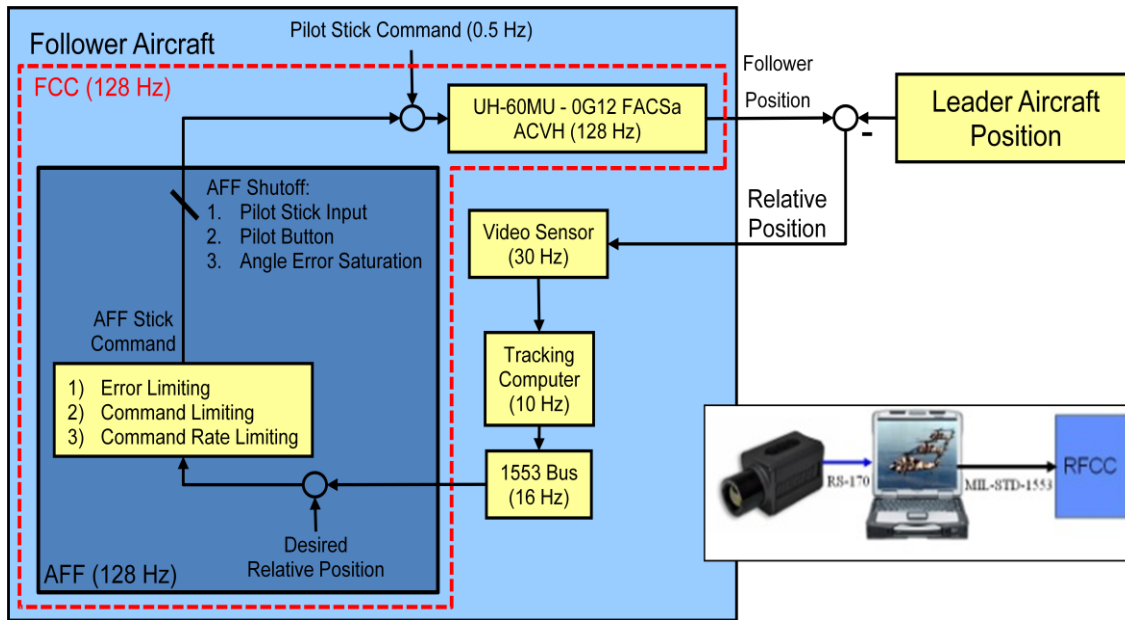 Pilot Stick Command (0.5 Hz)
Follower Aircraft
FCC (128 Hz)
UH-60MU - 0G12 FACSa
ACVH (128 Hz)
Follower
Position
Leader Aircraft
Position
-
Relative
Position
AFF Shutoff:
1. Pilot Stick Input
2. Pilot Button
3. Angle Error Saturation
Video Sensor
(30 Hz)
AFF Stick
Command
Tracking
Computer
(10 Hz)
1) Error Limiting
2) Command Limiting
3) Command Rate Limiting
1553 Bus
(16 Hz)
Desired
Relative Position
AFF (128 Hz)
RS-170
MIL-STD-1553
RFCC